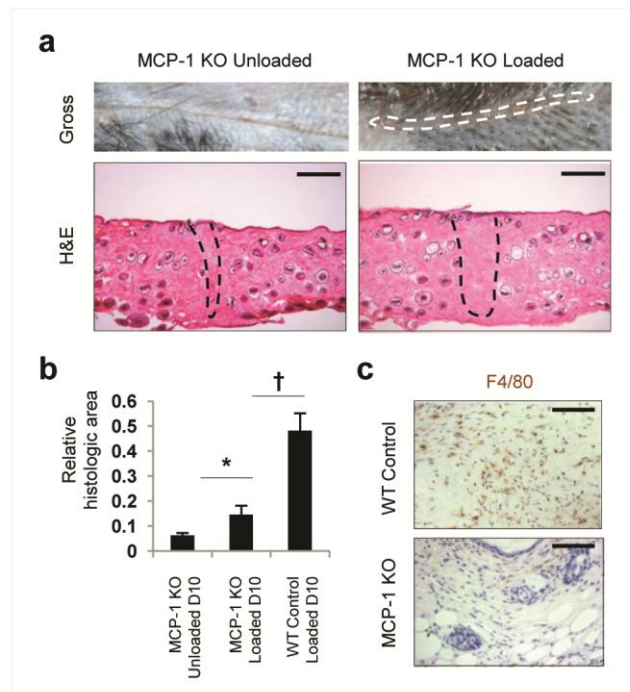 a
MCP-1 KO Unloaded
MCP-1 KO Loaded
Gross
H&E
b
Relative
histologic area
0.6
0.5
0.4
0.3
0.2
0.1
0
*
†
MCP-1 KO
Unloaded D10
MCP-1 KO
Loaded D10
WT Control
Loaded D10
c
F4/80
WT Control
MCP-1 KO